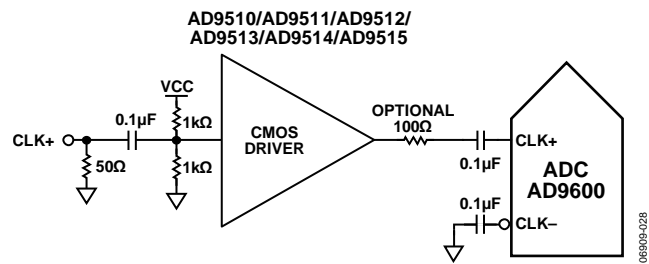 AD9510/AD9511/AD9512/
AD9513/AD9514/AD9515
VCC
0.1µF
1kΩ
CLK+
50Ω
1kΩ
CMOS
DRIVER
OPTIONAL
100Ω
0.1µF
CLK+
ADC
AD9600
0.1µF
CLK–
06909-028